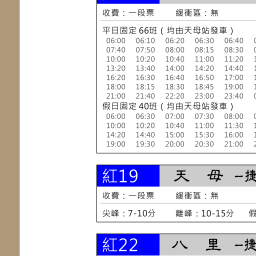 收費：一段票 緩衝區：無
平日固定66班（均由天母站發車）
06:00 06:10 06:20 06:30 06:40
07:40 07:50 08:00 08:15 08:30
10:00 10:20 10:40 11:00 11:20
13:20 13:40 14:00 14:20 14:40
16:20 16:30 16:40 16:50 17:00
18:00 18:15 18:30 18:45 19:00
21:00 21:40 22:20 23:00 23:40
假日固定40班（均由天母站發車）
06:00 06:30 07:00 07:30 08:00
10:00 10:20 10:40 11:00 11:30
14:20 14:40 15:00 15:30 16:00
19:00 19:30 20:00 20:30 21:00
紅19 天母-捷
收費：一段票 緩衝區：無
尖峰：7-10分 離峰：10-15分 假
紅22 八里-捷